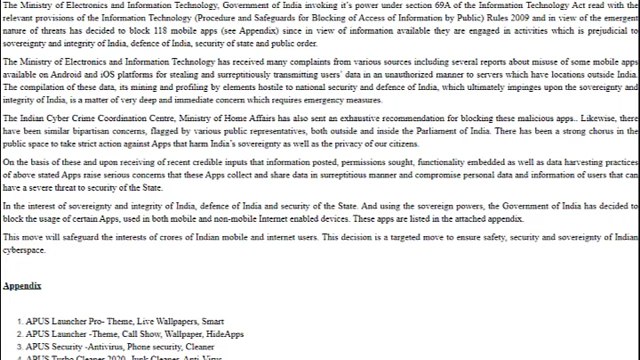 The Ministry of Electronics and Information Technology, Government of India invoking it's power under section 69A of the Information Technology Act read with the
relevant provisions of the Information Technology (Procedure and Safeguards for Blocking of Access of Information by Public) Rules 2009 and in view of the emergent
nature of threats has decided to block 118 mobile apps (see Appendix) since in view of information available they are engaged in activities which is prejudicial to
sovereignty and integrity of India, defence of India, security of state and public order.
The Ministry of Electronics and Information Technology has received many complaints from various sources including several reports about misuse of some mobile apps
available on Android and iOS platforms for stealing and surreptitiously transmitting users' data in an unauthorized manner to servers which have locations outside India.
The compilation of these data, its mining and profiling by elements hostile to national security and defence of India, which ultimately impinges upon the sovereignty and
integrity of India, is a matter of very deep and immediate concern which requires emergency measures.
The Indian Cyber Crime Coordination Centre, Ministry of Home Affairs has also sent an exhaustive recommendation for blocking these malicious apps.. Likewise, there
have been similar bipartisan concerns, flagged by various public representatives, both outside and inside the Parliament of India. There has been a strong chorus in the
public space to take strict action against Apps that harm India's sovereignty as well as the privacy of our citizens.
On the basis of these and upon receiving of recent credible inputs that information posted, permissions sought, functionality embedded as well as data harvesting practices
of above stated Apps raise serious concerns that these Apps collect and share data in surreptitious manner and compromise personal data and information of users that can
have a severe threat to security of the State.
In the interest of sovereignty and integrity of India, defence of India and security of the State. And using the sovereign powers, the Government of India has decided to
block the usage of certain Apps, used in both mobile and non-mobile Internet enabled devices. These apps are listed in the attached appendix.
This move will safeguard the interests of crores of Indian mobile and internet users. This decision is a targeted move to ensure safety, security and sovereignty of Indian
cyberspace.
Appendix
1. APUS Launcher Pro- Theme, Live Wallpapers, Smart
2. APUS Launcher -Theme, Call Show, Wallpaper, HideApps
3. APUS Security -Antivirus, Phone security, Cleaner
4. APUS Turbo Cleaner 2020- Junk Cleaner, Anti-Virus